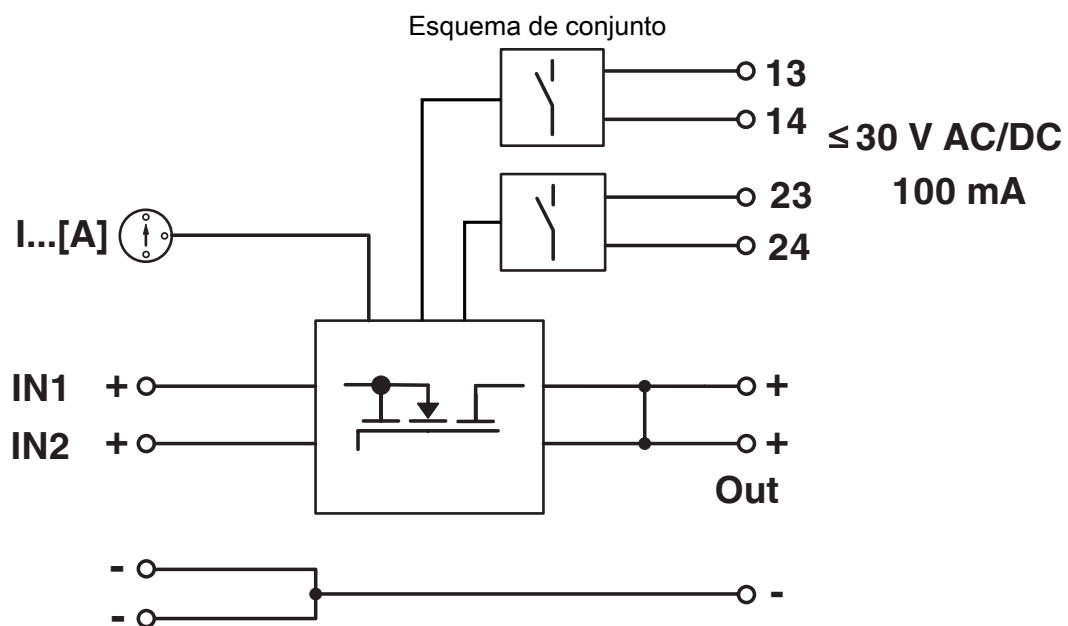 Esquema de conjunto
13
14
≤ 30 V AC/DC
100 mA
23
24
I...[A]
IN1 + +
IN2 + +
Out
- -
-